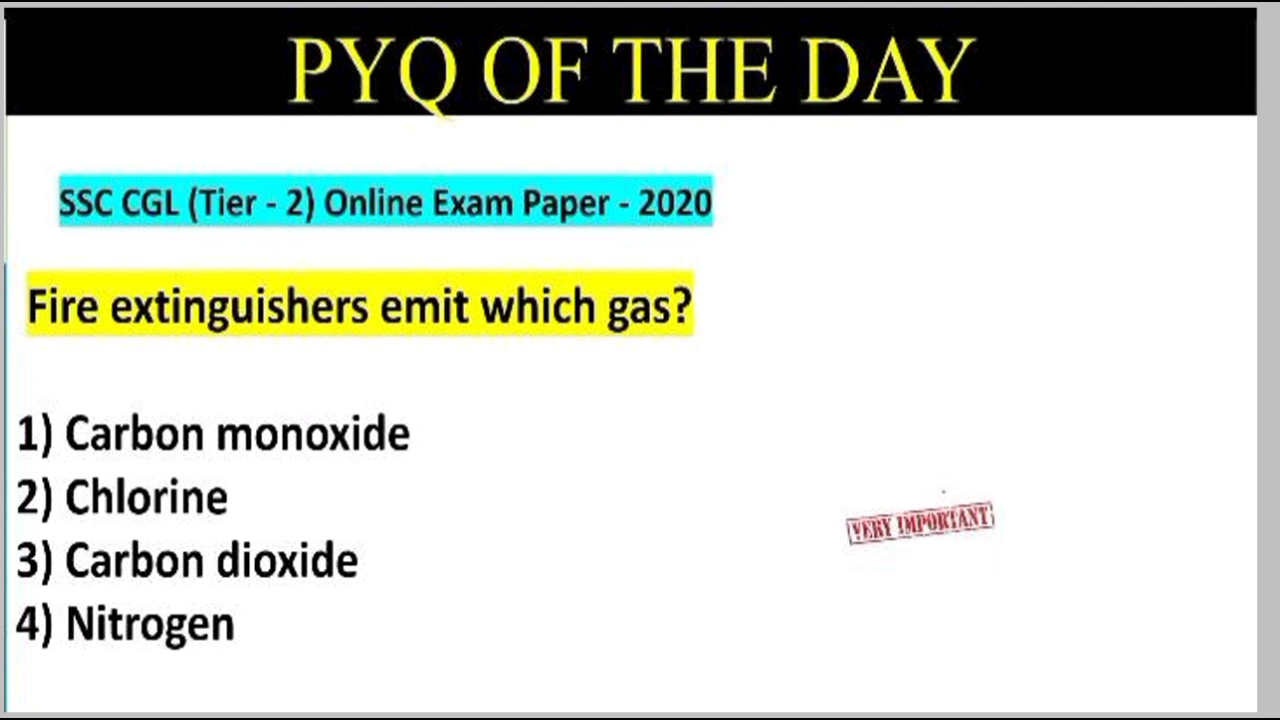 PYQ OF THE DAY
SSC CGL (Tier - 2) Online Exam Paper - 2020
Fire extinguishers emit which gas?
1) Carbon monoxide
2) Chlorine
3) Carbon dioxide
4) Nitrogen
VERY IMPORTANT